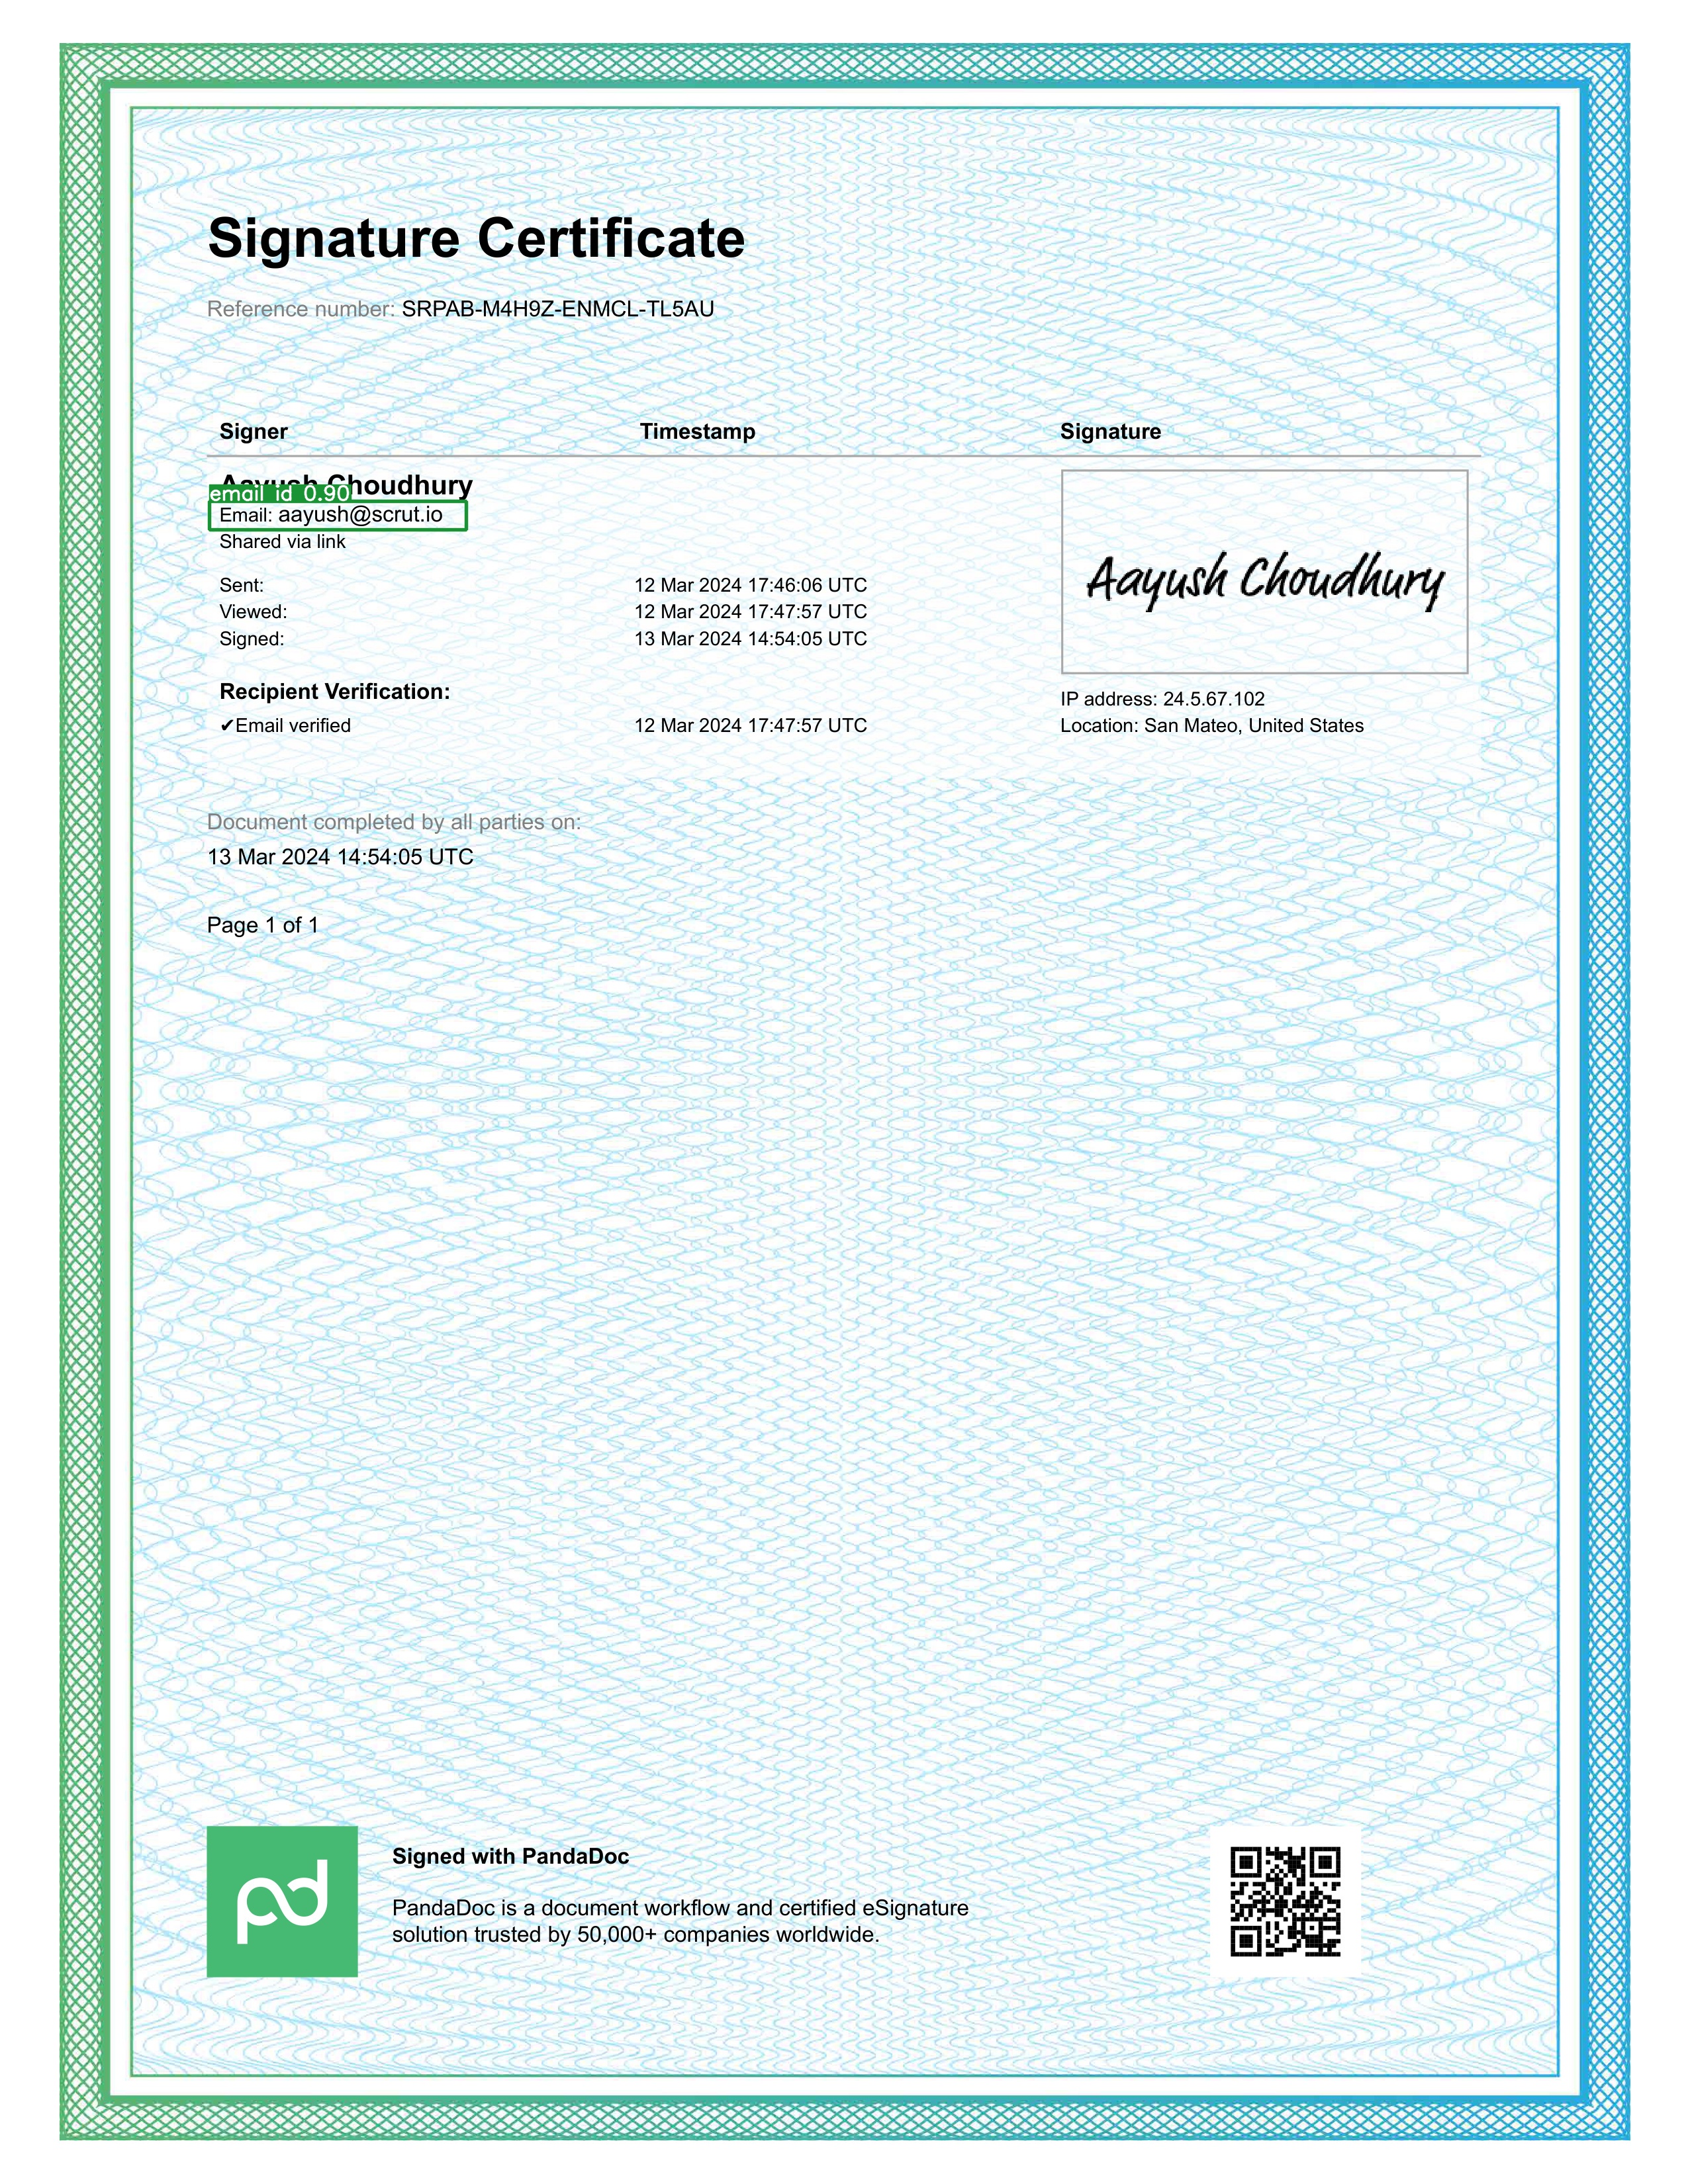 Signature Certificate
Reference number: SRPAB-M4H9Z-ENMCL-TL5AU
Signer Timestamp Signature
Aayush Choudhury
email_id 0.90
Email: aayush@scrut.io
Shared via link
Aayush Choudhury
Sent: 12 Mar 2024 17:46:06 UTC
Viewed: 12 Mar 2024 17:47:57 UTC
Signed: 13 Mar 2024 14:54:05 UTC
Recipient Verification:
IP address: 24.5.67.102
✔Email verified 12 Mar 2024 17:47:57 UTC
Location: San Mateo, United States
Document completed by all parties on:
13 Mar 2024 14:54:05 UTC
Page 1 of 1
pd
Signed with PandaDoc
PandaDoc is a document workflow and certified eSignature
solution trusted by 50,000+ companies worldwide.